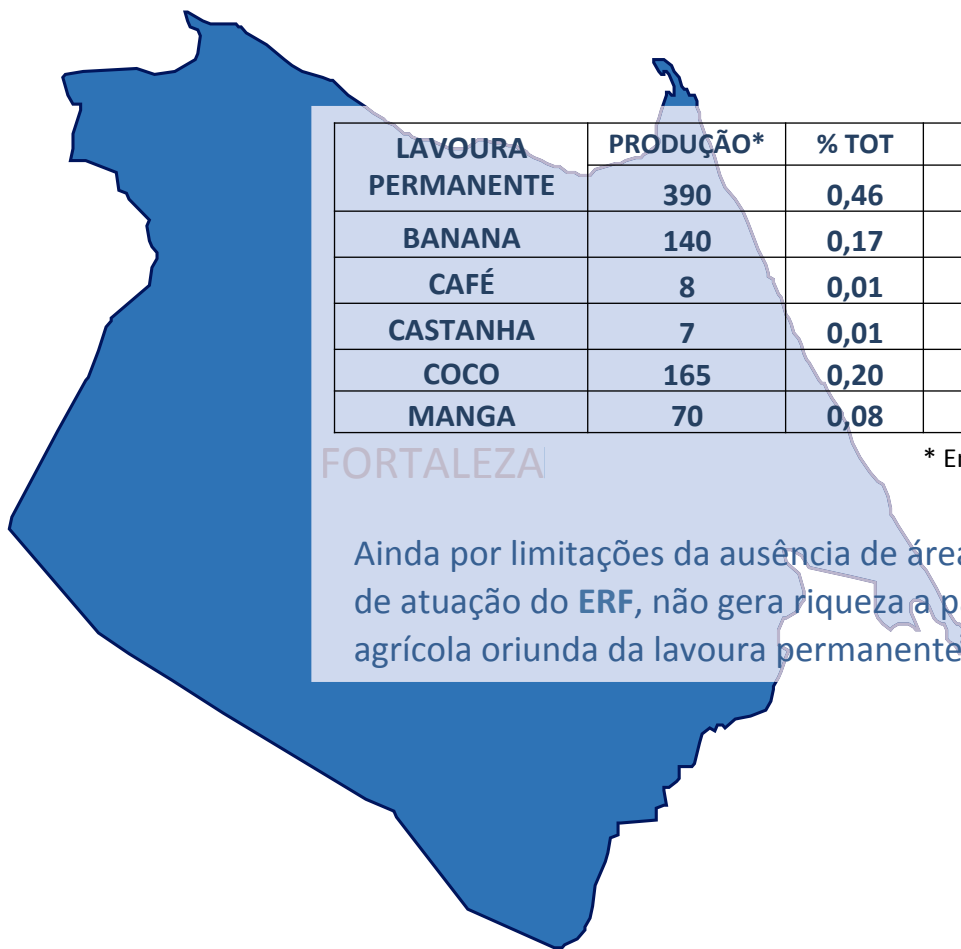 LAVOURA PRODUÇÃO* % TOT
PERMANENTE 390 0,46
BANANA 140 0,17
CAFÉ 8 0,01
CASTANHA 7 0,01
COCO 165 0,20
MANGA 70 0,08
FORTALEZA
*
Ainda por limitações da ausência de
de atuação do ERF, não gera riqueza a
agrícola oriunda da lavoura permanente